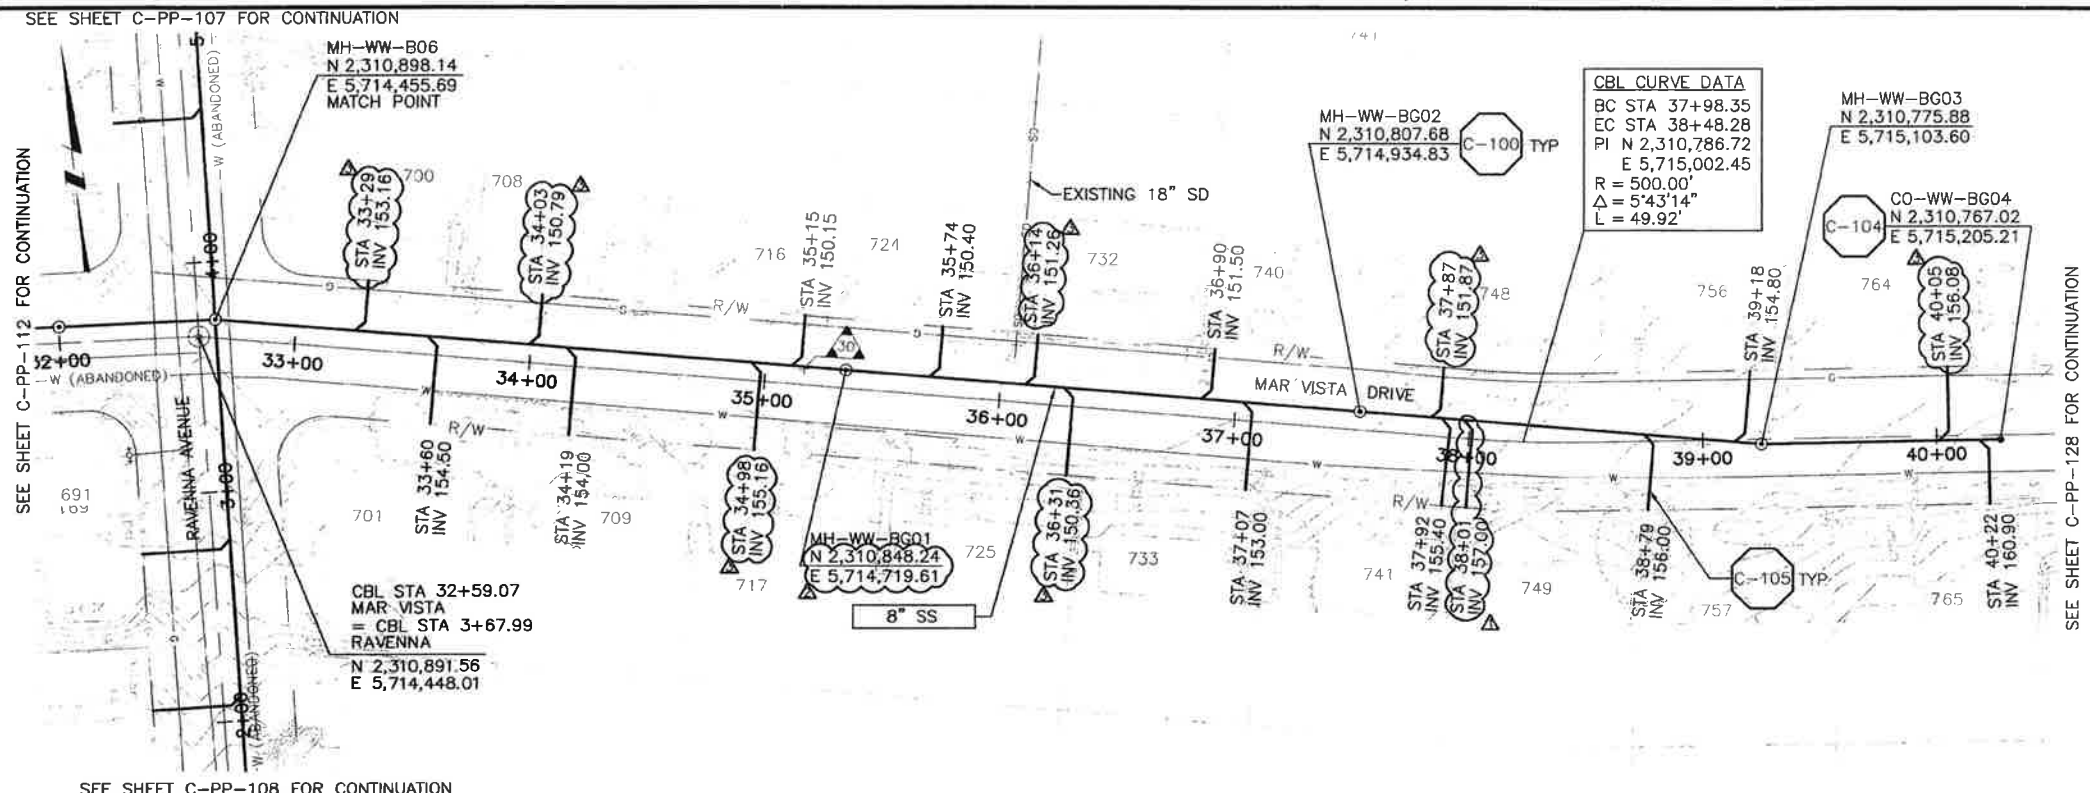 SEE SHEET C-PP-107 FOR CONTINUATION
741
MH-WW-B06
N 2,310,898.14
E 5,714,455.69
MATCH POINT
W (ABANDONED)
5
SEE SHEET C-PP-112 FOR CONTINUATION
4+00
STA 33+29
INV 153.16
700
708
STA 34+03
INV 150.79
716
STA 35+15
INV 150.15
724
STA 35+74
INV 150.40
EXISTING 18" SD
STA 36+14
INV 151.26
732
STA 36+90
INV 151.50
740
MH-WW-BG02
N 2,310,807.68
E 5,714,934.83
C-100 TYP
CBL CURVE DATA
BC STA 37+98.35
EC STA 38+48.28
PI N 2,310,786.72
E 5,715,002.45
R = 500.00'
Δ = 5°43'14"
L = 49.92'
MH-WW-BG03
N 2,310,775.88
E 5,715,103.60
C-104
CO-WW-BG04
N 2,310,767.02
E 5,715,205.21
STA 37+87
INV 151.87
748
756
STA 39+18
INV 154.80
764
STA 40+05
INV 156.08
SEE SHEET C-PP-128 FOR CONTINUATION
R/W
R/W
30
MAR VISTA DRIVE
32+00
33+00
34+00
35+00
36+00
37+00
38+00
39+00
40+00
W (ABANDONED)
RAVENNA AVENUE
R/W
R/W
3+00
691
169
701
STA 33+60
INV 154.50
STA 34+19
INV 154.00
709
STA 34+98
INV 155.16
717
MH-WW-BG01
N 2,310,848.24
E 5,714,719.61
725
8" SS
STA 36+31
INV 150.36
733
STA 37+07
INV 153.00
741
STA 37+92
INV 155.40
STA 38+01
INV 157.00
749
STA 38+79
INV 156.00
757
C-105 TYP
765
STA 40+22
INV 160.90
CBL STA 32+59.07
MAR VISTA
= CBL STA 3+67.99
RAVENNA
N 2,310,891.56
E 5,714,448.01
2+00
W (ABANDONED)
SEE SHEET C-PP-108 FOR CONTINUATION